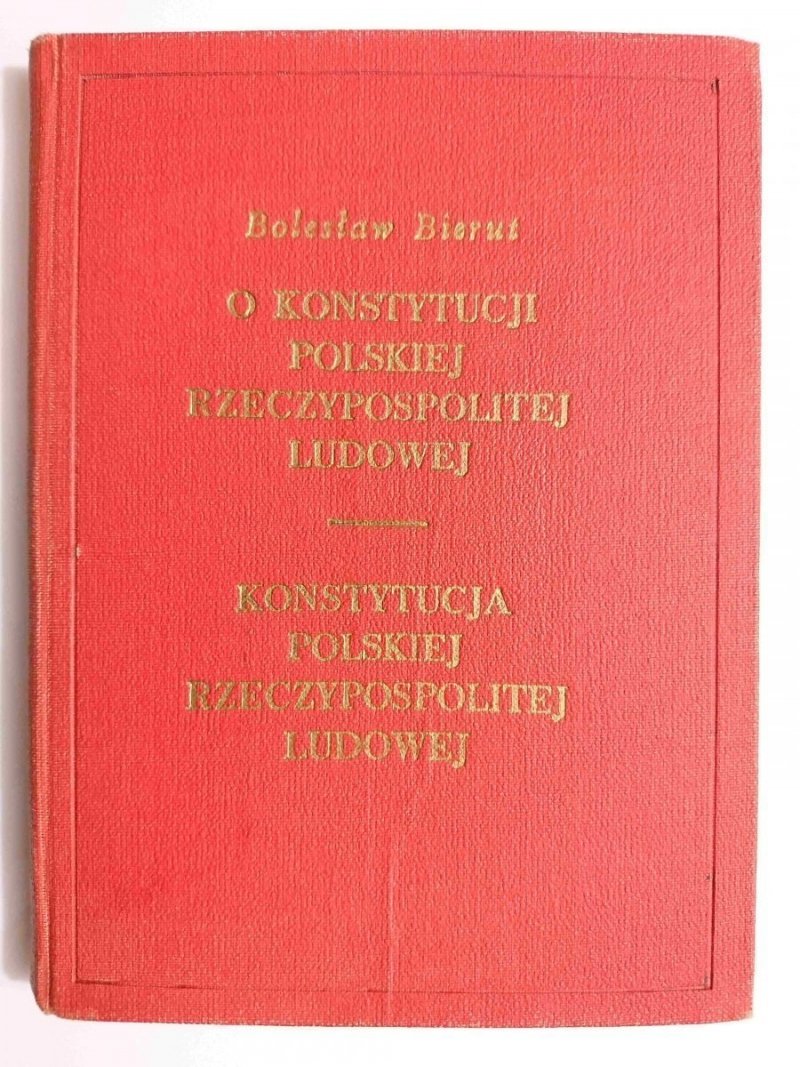 Bolesław Bierut
O KONSTYTUCJI
POLSKIEJ
RZECZYPOSPOLITEJ
LUDOWEJ
KONSTYTUCJA
POLSKIEJ
RZECZYPOSPOLITEJ
LUDOWEJ